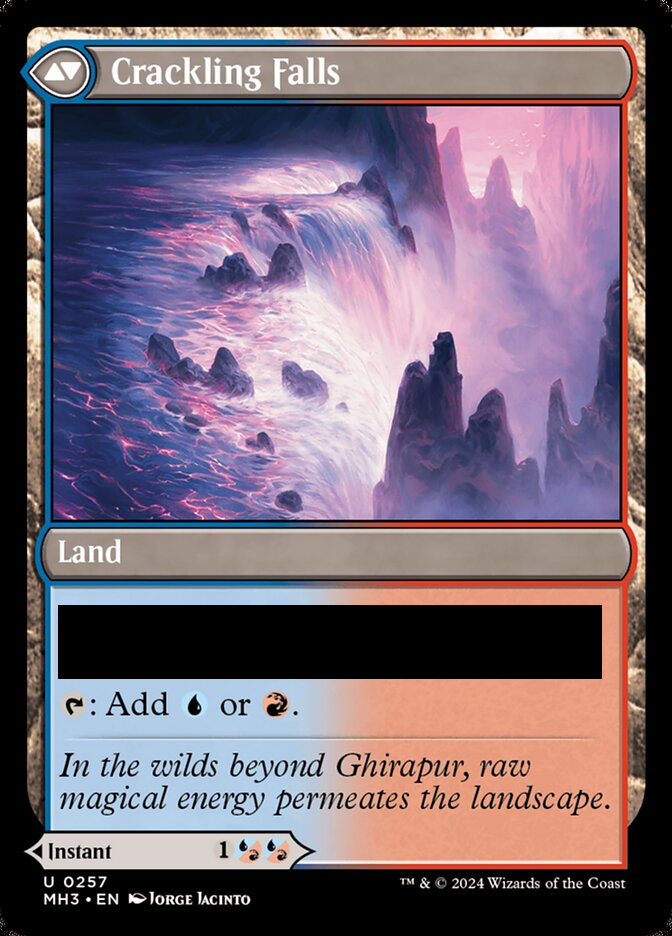 Crackling Falls
Land
: Add or .
In the wilds beyond Ghirapur, raw
magical energy permeates the landscape.
Instant 1
U 0257
MH3 • EN Jorge Jacinto
™ & © 2024 Wizards of the Coast